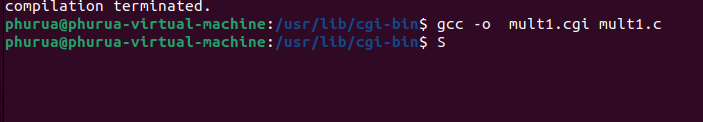 compilation terminated.
phurua@phurua-virtual-machine:/usr/lib/cgi-bin$ gcc -o  mult1.cgi mult1.c
phurua@phurua-virtual-machine:/usr/lib/cgi-bin$ S